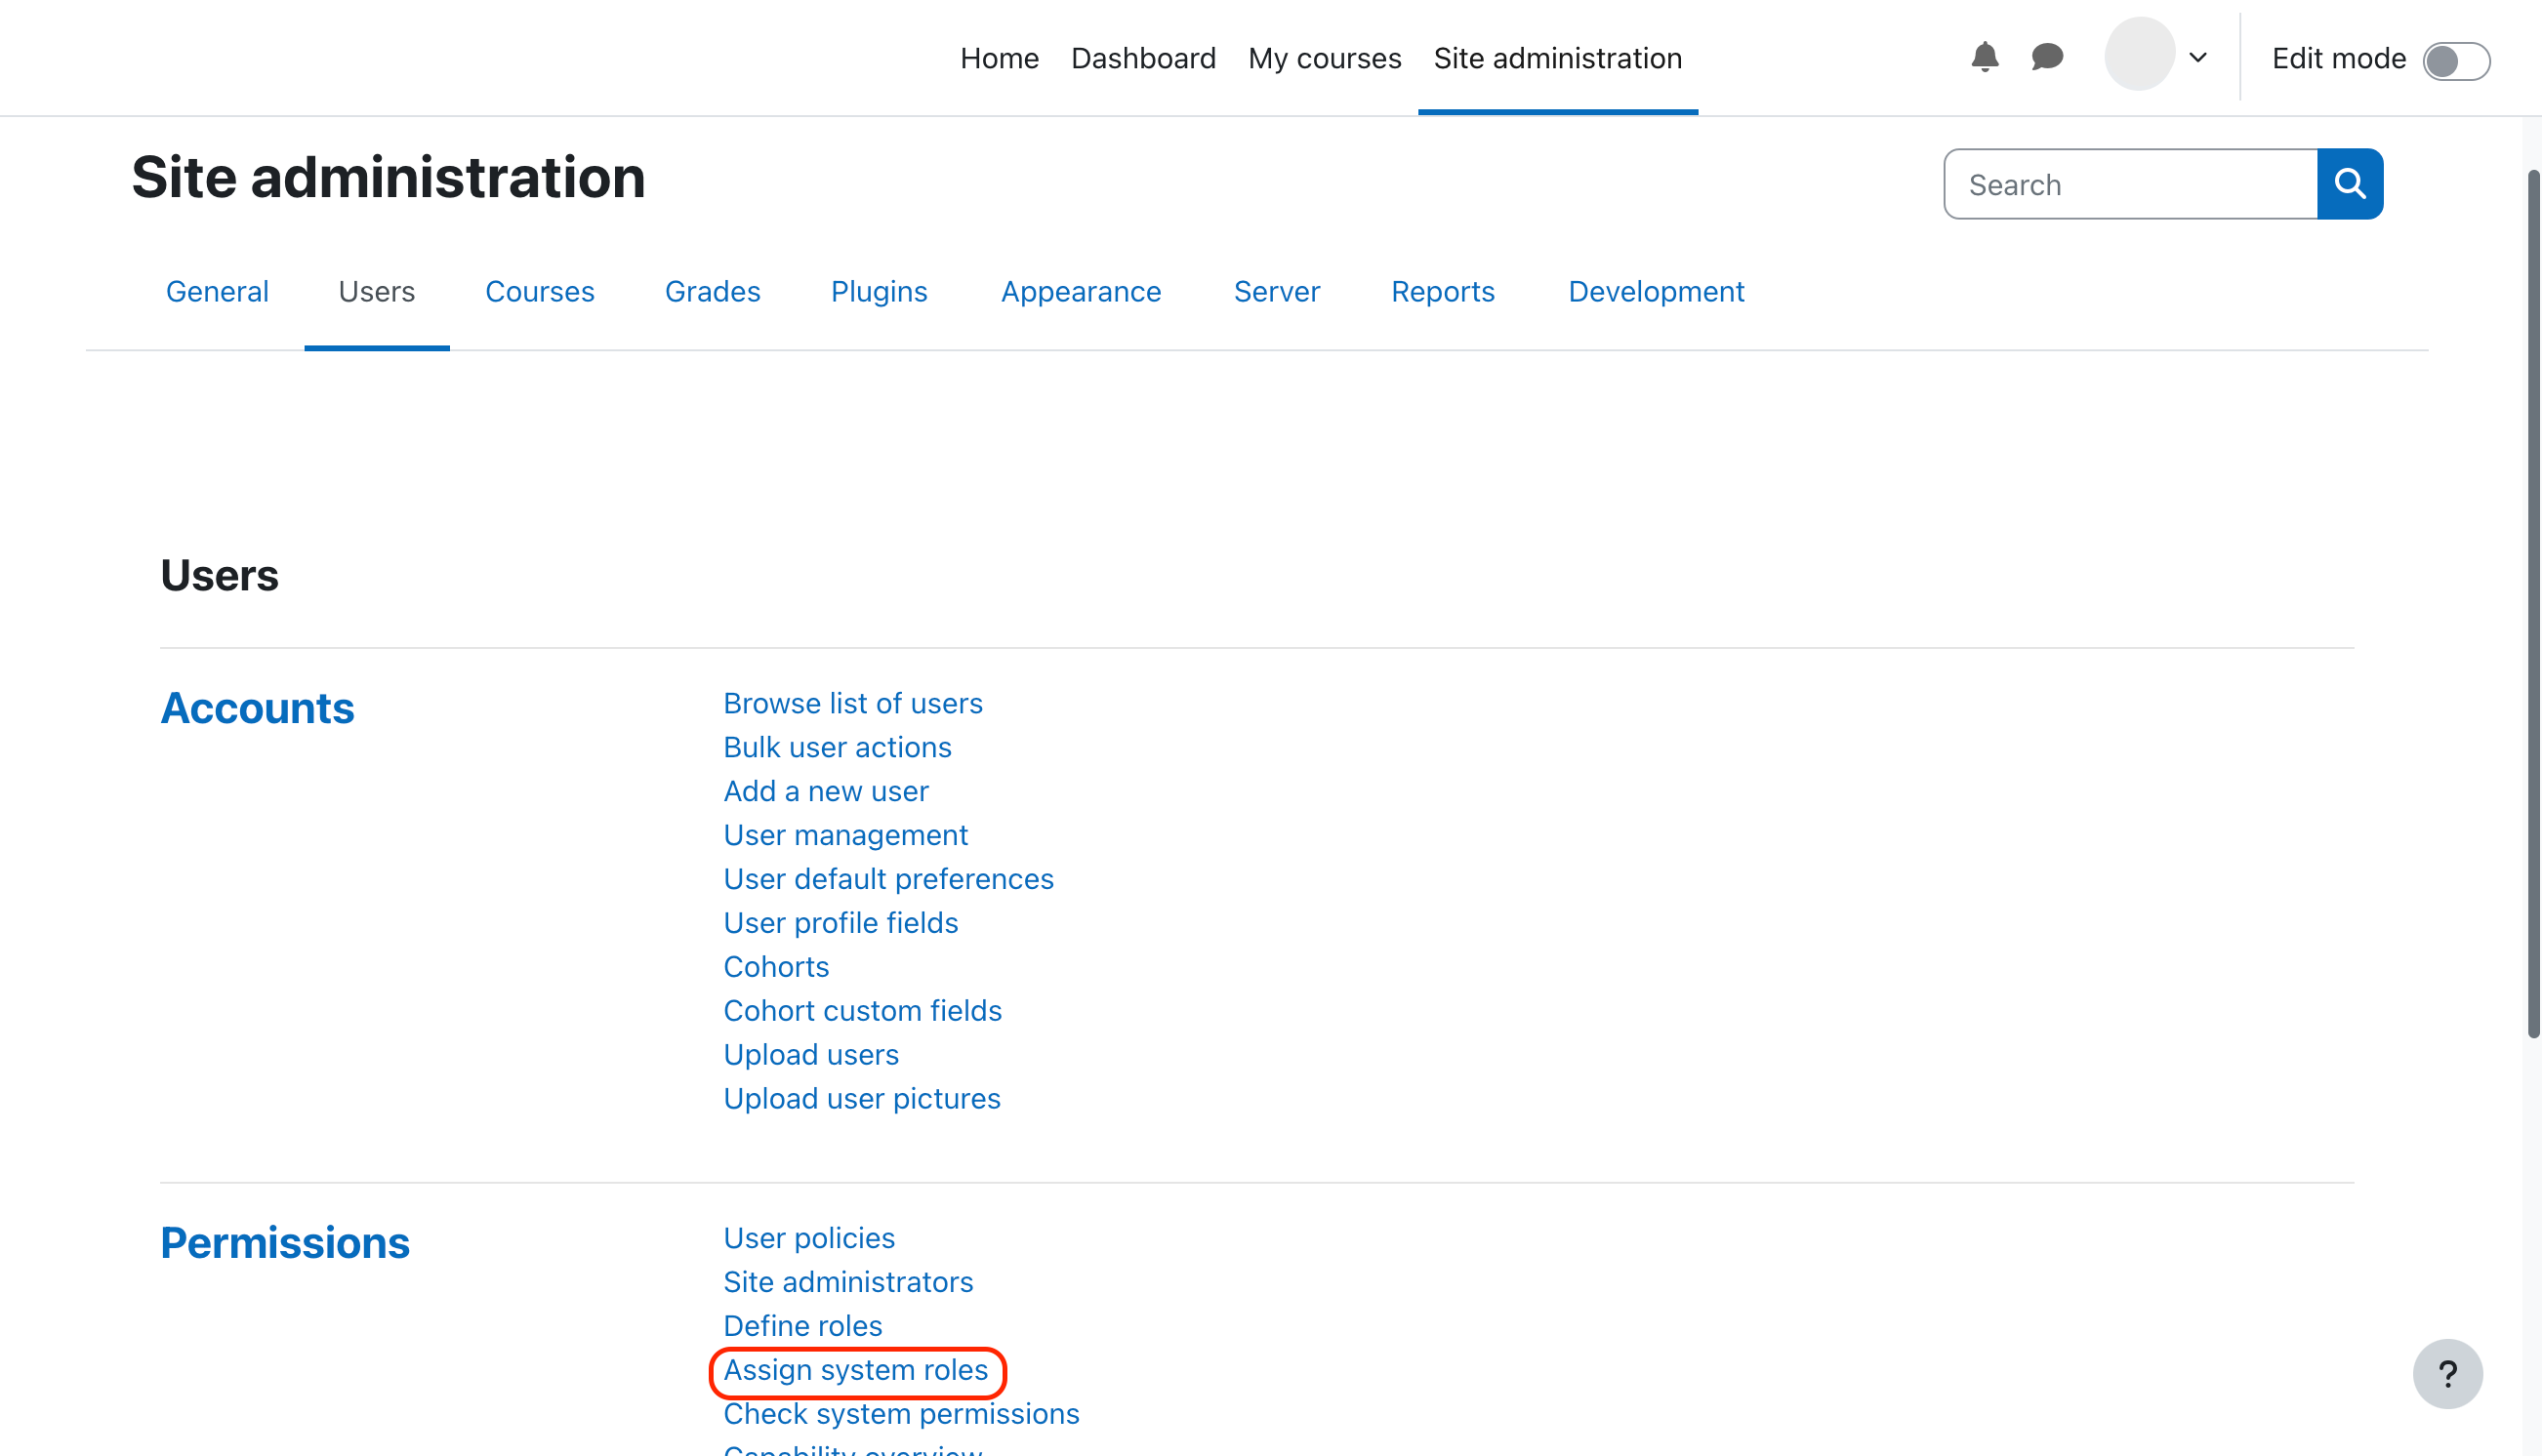 Home Dashboard My courses Site administration Edit mode
Site administration
Search
General Users Courses Grades Plugins Appearance Server Reports Development
Users
Accounts
Browse list of users
Bulk user actions
Add a new user
User management
User default preferences
User profile fields
Cohorts
Cohort custom fields
Upload users
Upload user pictures
Permissions
User policies
Site administrators
Define roles
Assign system roles
Check system permissions
Capability overview
?